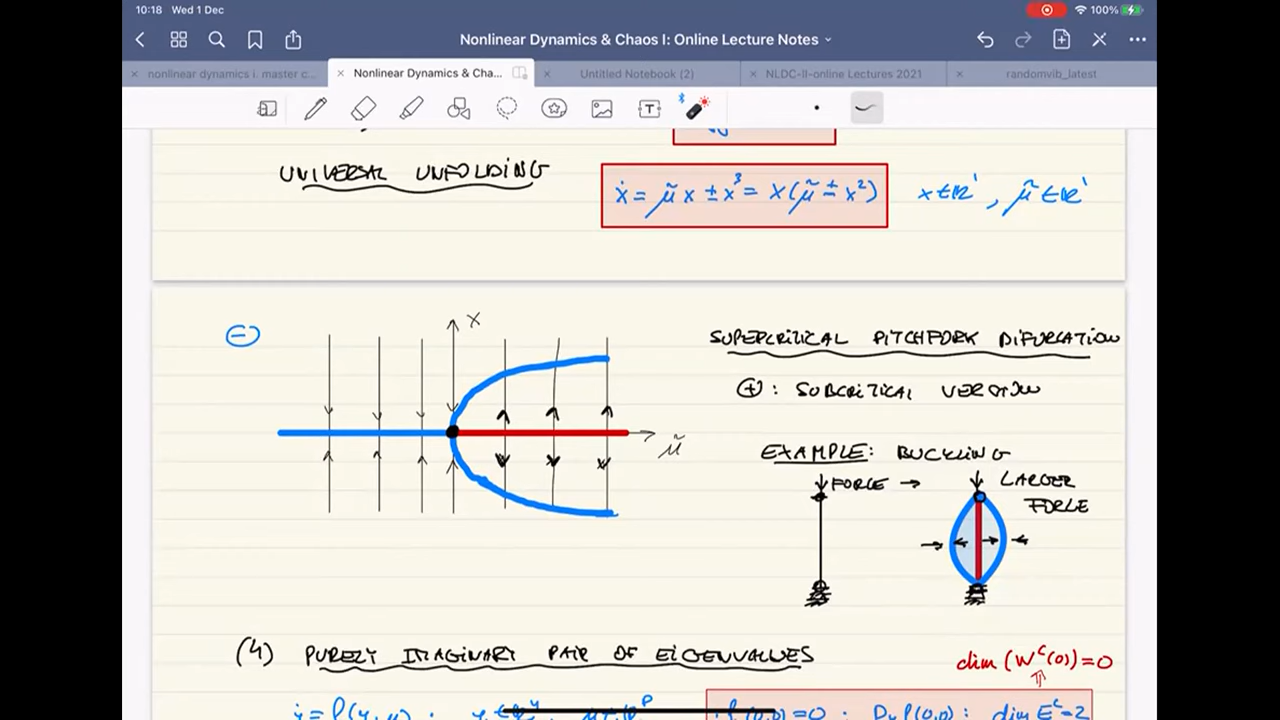 10:18 Wed 1 Dec
100%
Nonlinear Dynamics & Chaos I: Online Lecture Notes
nonlinear dynamics i. master c...
Nonlinear Dynamics & Cha...
Untitled Notebook (2)
NLDC-II-online Lectures 2021
randomvib_latest
UNIVERSAL UNFOLDING
ẋ = μ̃ x ± x³ = x(μ̃ ± x²) x ∈ ℝ¹, μ̃ ∈ ℝ¹
⊖
x
μ̃
SUPERCRITICAL PITCHFORK BIFURCATION
⊕: SUBCRITICAL VERSION
EXAMPLE: BUCKLING
↓ FORCE →
↓ LARGER
FORCE
(4) PURELY IMAGINARY PAIR OF EIGENVALUES
dim (Wᶜ(0)) = 0